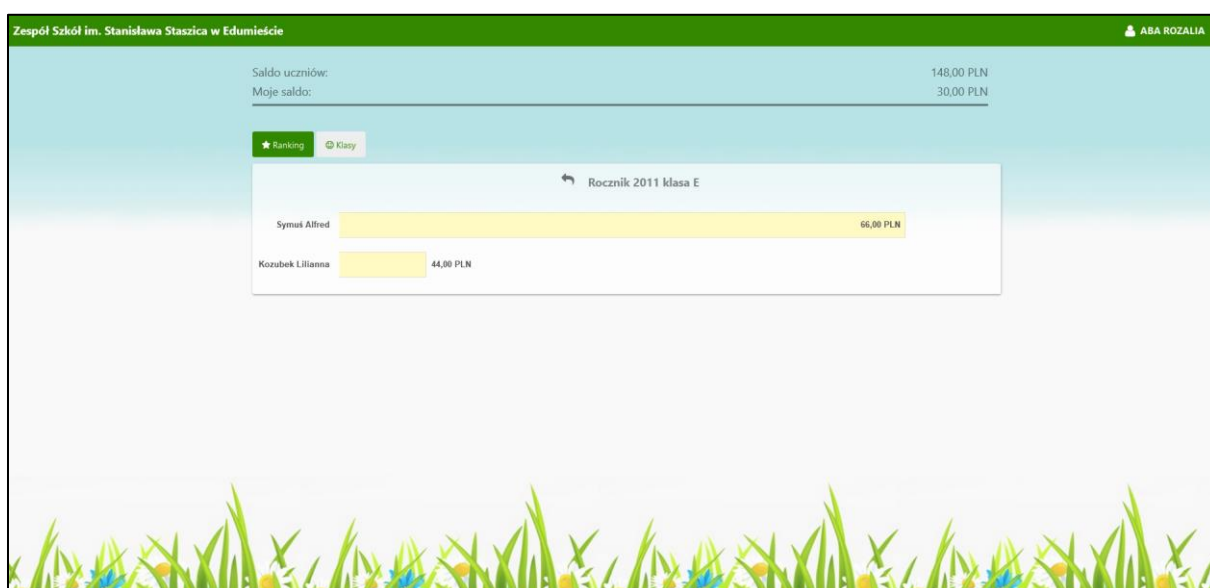 Zespół Szkół im. Stanisława Staszica w Edumieście
ABA ROZALIA
Saldo uczniów: 148,00 PLN
Moje saldo: 30,00 PLN
Ranking Klasy
Rocznik 2011 klasa E
Symuś Alfred 66,00 PLN
Kozubek Lilianna 44,00 PLN